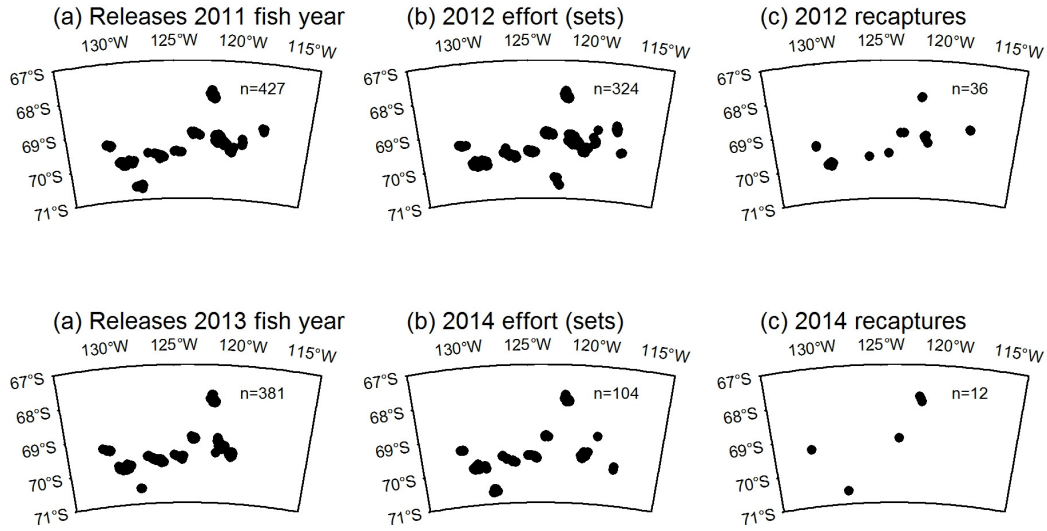 (a) Releases 2011 fish year
(b) 2012 effort (sets)
(c) 2012 recaptures
130°W 125°W 120°W 115°W
130°W 125°W 120°W 115°W
130°W 125°W 120°W 115°W
67°S
68°S
69°S
70°S
71°S
n=427
67°S
68°S
69°S
70°S
71°S
n=324
67°S
68°S
69°S
70°S
71°S
n=36
(a) Releases 2013 fish year
(b) 2014 effort (sets)
(c) 2014 recaptures
130°W 125°W 120°W 115°W
130°W 125°W 120°W 115°W
130°W 125°W 120°W 115°W
67°S
68°S
69°S
70°S
71°S
n=381
67°S
68°S
69°S
70°S
71°S
n=104
67°S
68°S
69°S
70°S
71°S
n=12